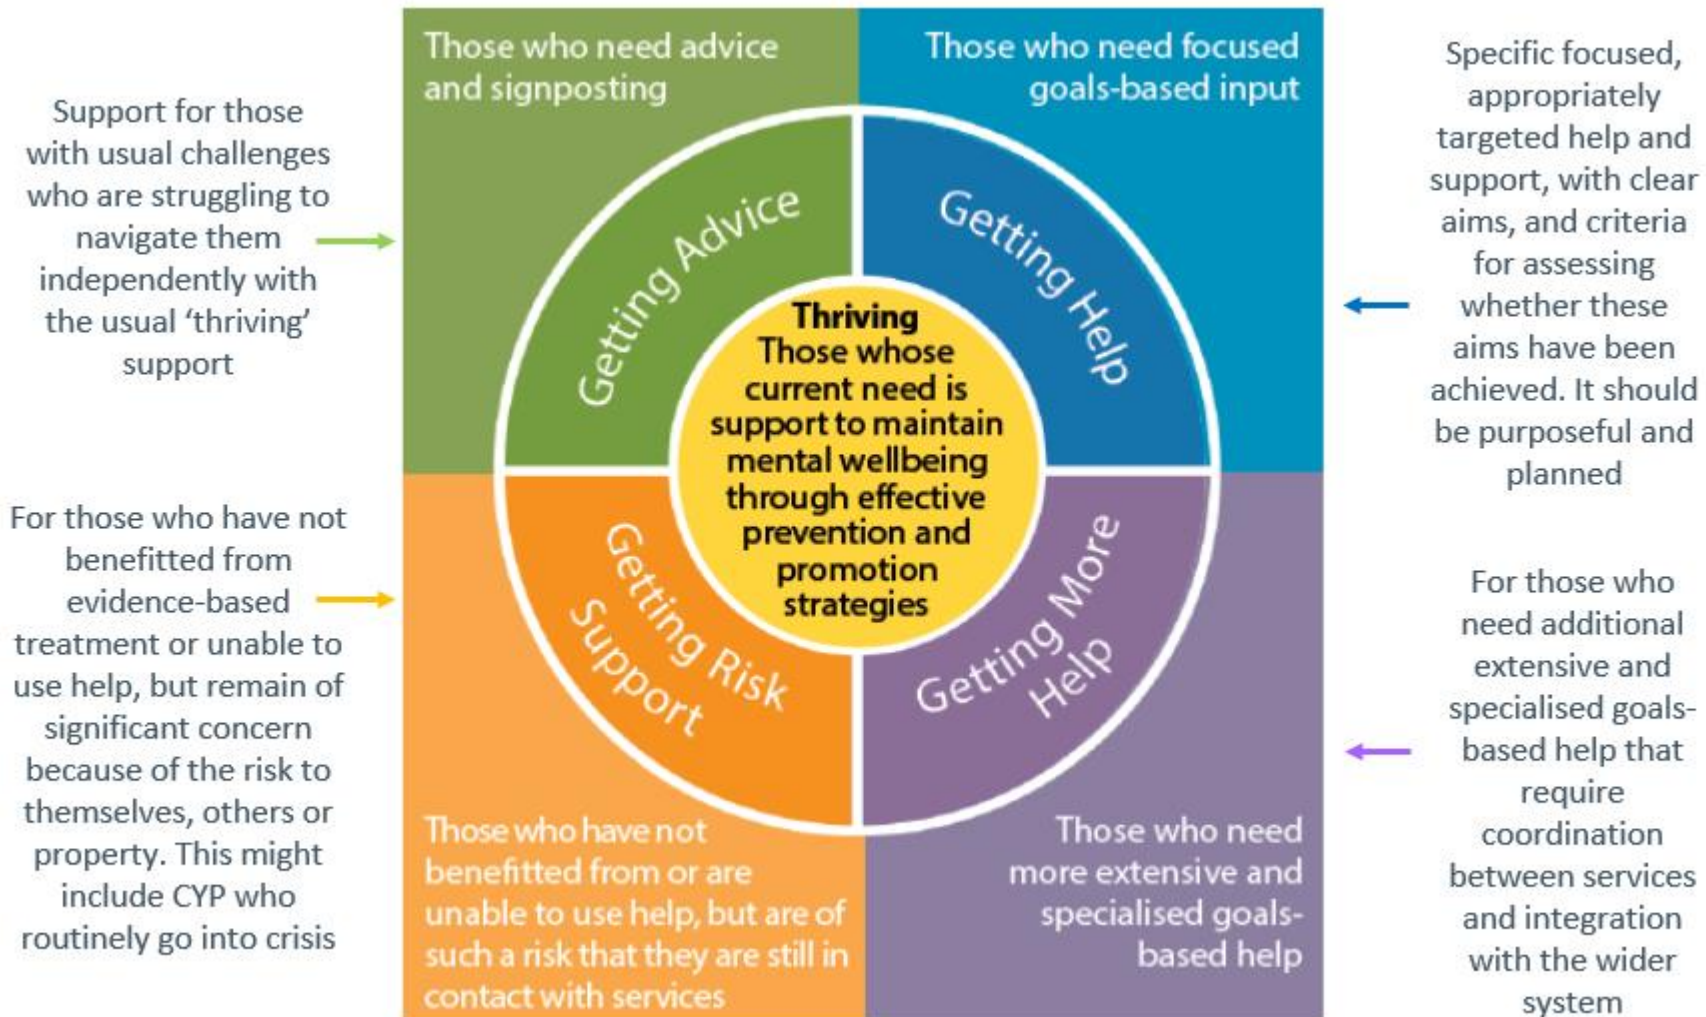 Support for those
with usual challenges
who are struggling to
navigate them
independently with
the usual ‘thriving’
support
For those who have not
benefitted from
evidence-based
treatment or unable to
use help, but remain of
significant concern
because of the risk to
themselves, others or
property. This might
include CYP who
routinely go into crisis
Those who need advice
and signposting
Those who need focused
goals-based input
Getting Advice
Getting Help
Thriving
Those whose
current need is
support to maintain
mental wellbeing
through effective
prevention and
promotion
strategies
Getting Risk
Support
Getting More
Help
Those who have not
benefitted from or are
unable to use help, but are of
such a risk that they are still in
contact with services
Those who need
more extensive and
specialised goals-
based help
Specific focused,
appropriately
targeted help and
support, with clear
aims, and criteria
for assessing
whether these
aims have been
achieved. It should
be purposeful and
planned
For those who
need additional
extensive and
specialised goals-
based help that
require
coordination
between services
and integration
with the wider
system